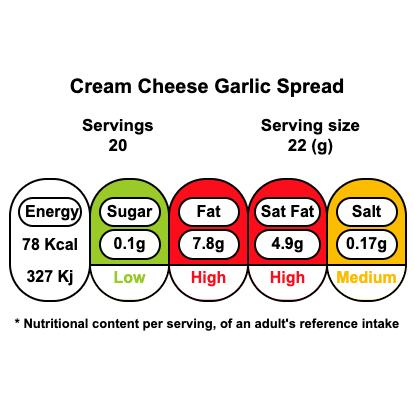 Cream Cheese Garlic Spread
Servings
20
Serving size
22 (g)
Energy
78 Kcal
327 Kj
Sugar
0.1g
Low
Fat
7.8g
High
Sat Fat
4.9g
High
Salt
0.17g
Medium
* Nutritional content per serving, of an adult's reference intake